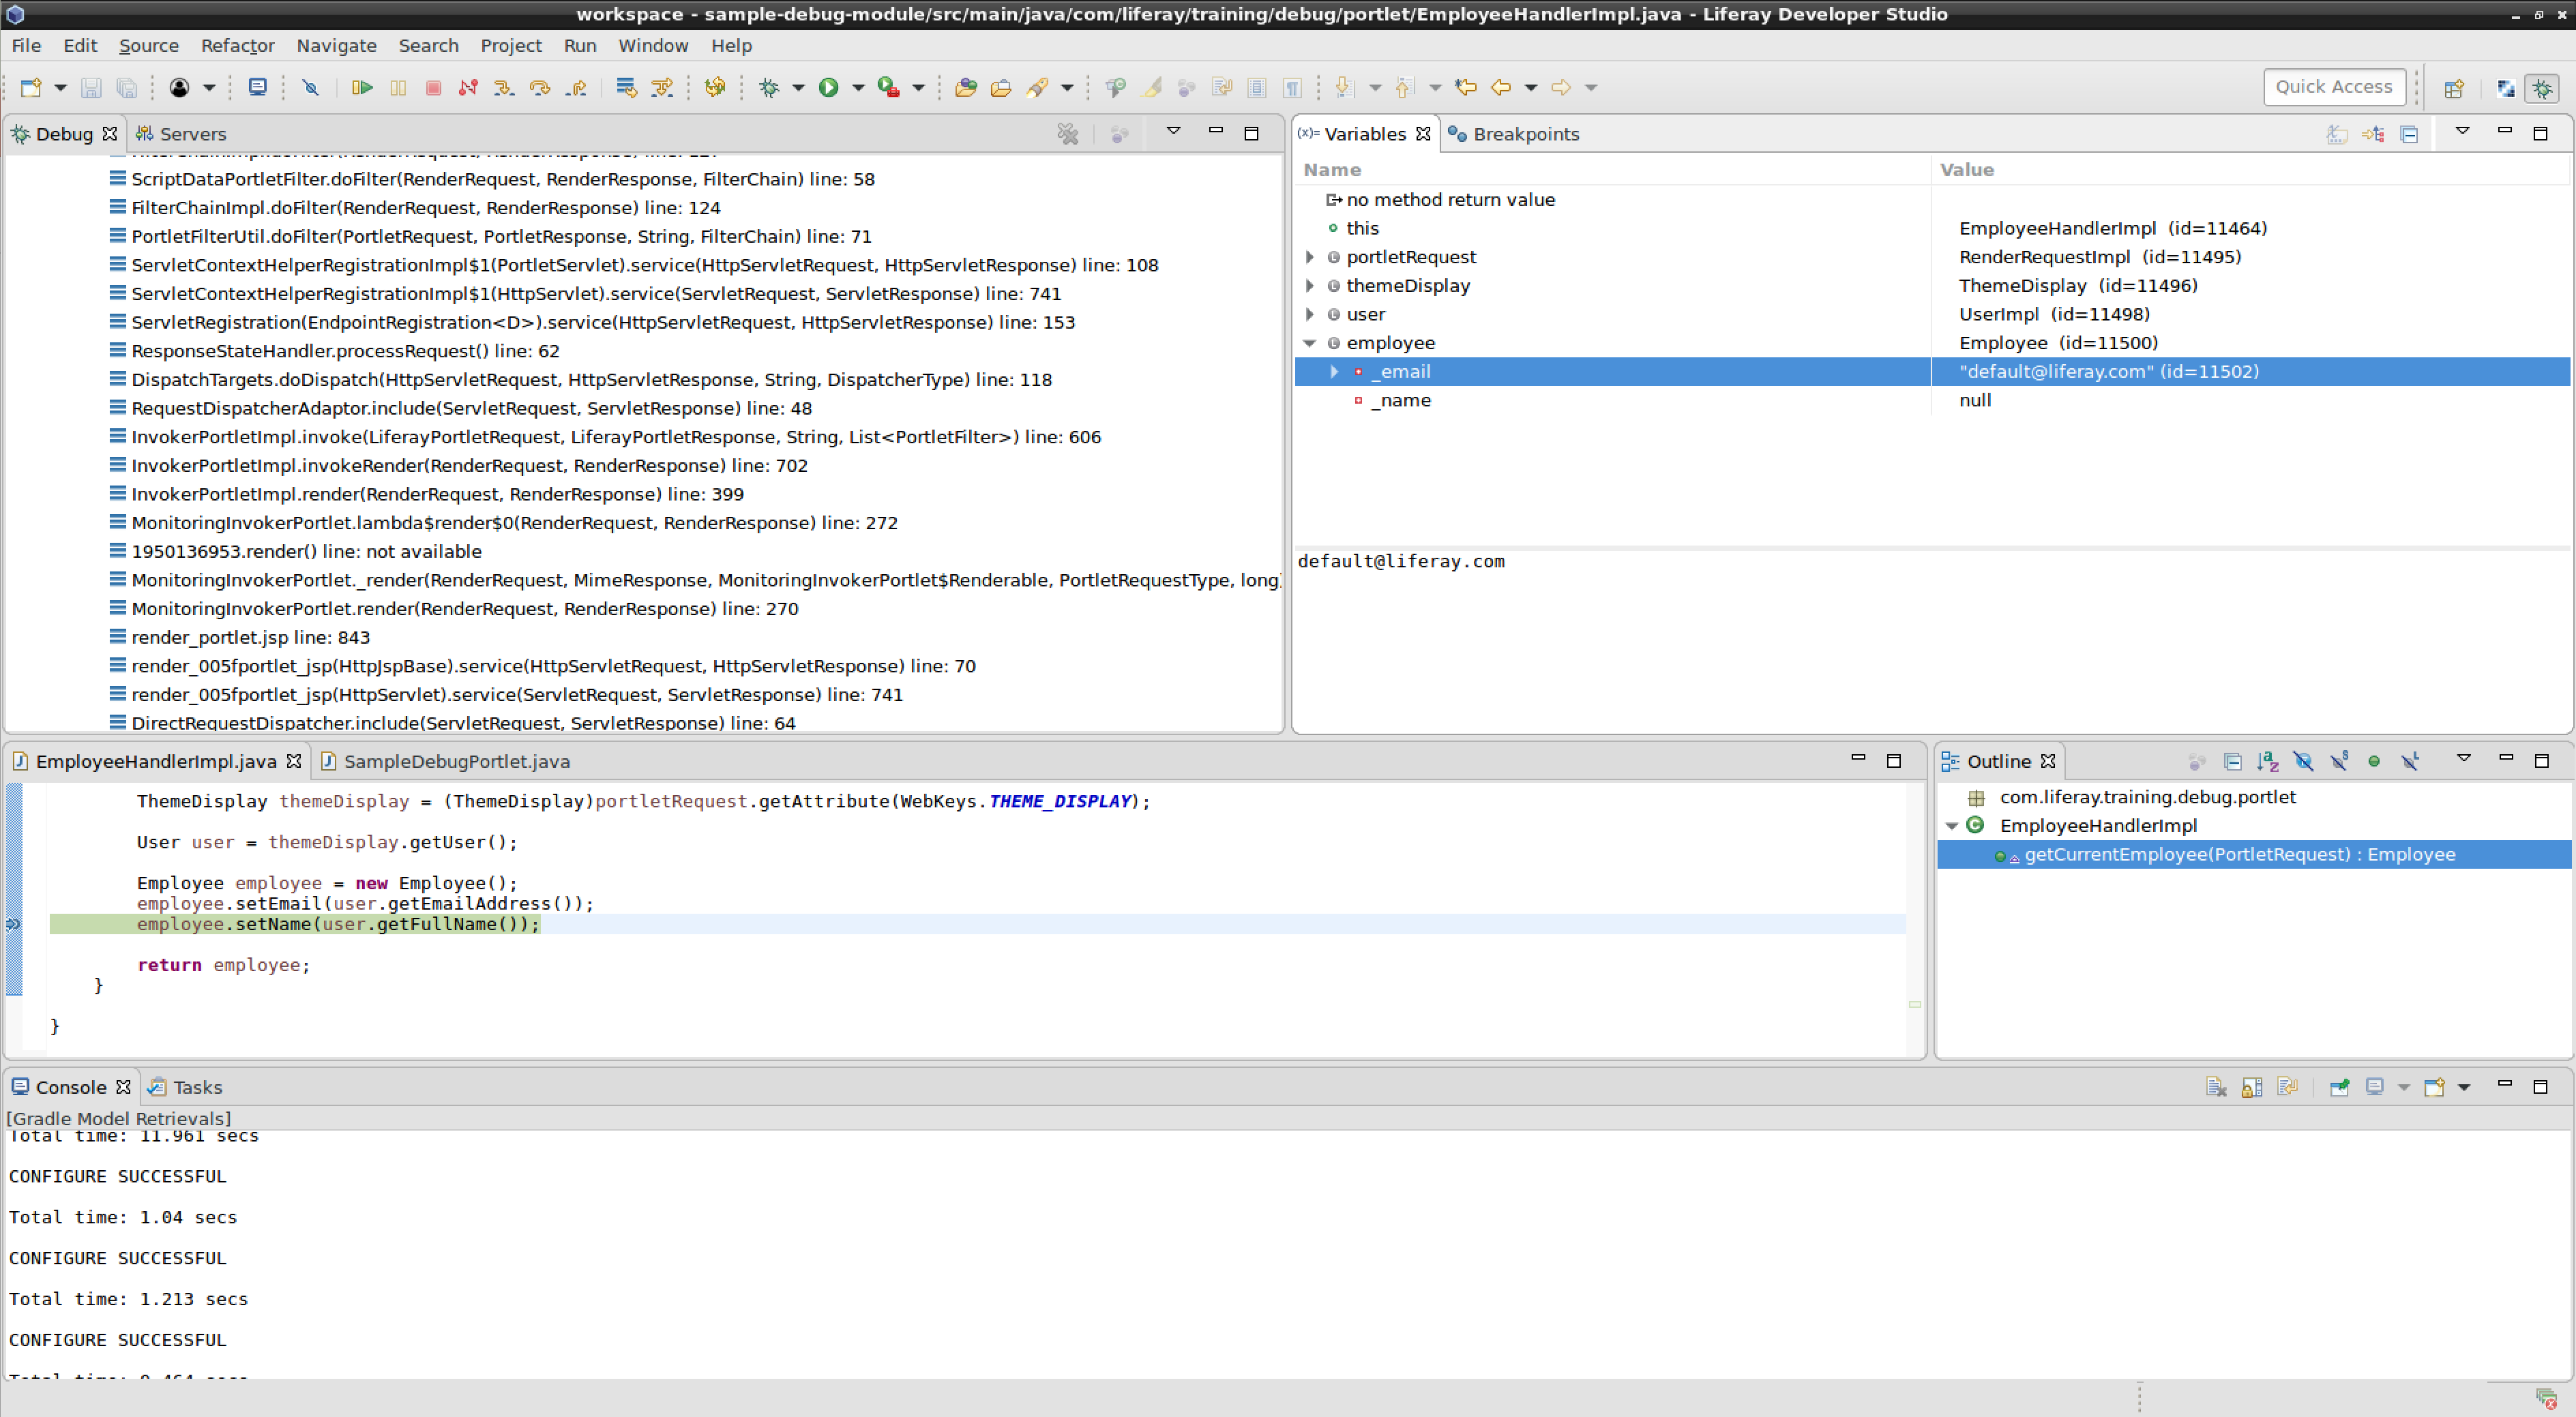 workspace - sample-debug-module/src/main/java/com/liferay/training/debug/portlet/EmployeeHandlerImpl.java - Liferay Developer Studio
File Edit Source Refactor Navigate Search Project Run Window Help
Quick Access
Debug Servers
ScriptDataPortletFilter.doFilter(RenderRequest, RenderResponse, FilterChain) line: 58
FilterChainImpl.doFilter(RenderRequest, RenderResponse) line: 124
PortletFilterUtil.doFilter(PortletRequest, PortletResponse, String, FilterChain) line: 71
ServletContextHelperRegistrationImpl$1(PortletServlet).service(HttpServletRequest, HttpServletResponse) line: 108
ServletContextHelperRegistrationImpl$1(HttpServlet).service(ServletRequest, ServletResponse) line: 741
ServletRegistration(EndpointRegistration<D>).service(HttpServletRequest, HttpServletResponse) line: 153
ResponseStateHandler.processRequest() line: 62
DispatchTargets.doDispatch(HttpServletRequest, HttpServletResponse, String, DispatcherType) line: 118
RequestDispatcherAdaptor.include(ServletRequest, ServletResponse) line: 48
InvokerPortletImpl.invoke(LiferayPortletRequest, LiferayPortletResponse, String, List<PortletFilter>) line: 606
InvokerPortletImpl.invokeRender(RenderRequest, RenderResponse) line: 702
InvokerPortletImpl.render(RenderRequest, RenderResponse) line: 399
MonitoringInvokerPortlet.lambda$render$0(RenderRequest, RenderResponse) line: 272
1950136953.render() line: not available
MonitoringInvokerPortlet._render(RenderRequest, MimeResponse, MonitoringInvokerPortlet$Renderable, PortletRequestType, long)
MonitoringInvokerPortlet.render(RenderRequest, RenderResponse) line: 270
render_portlet.jsp line: 843
render_005fportlet_jsp(HttpJspBase).service(HttpServletRequest, HttpServletResponse) line: 70
render_005fportlet_jsp(HttpServlet).service(ServletRequest, ServletResponse) line: 741
DirectRequestDispatcher.include(ServletRequest, ServletResponse) line: 64
(x)= Variables Breakpoints
Name Value
no method return value
this EmployeeHandlerImpl (id=11464)
portletRequest RenderRequestImpl (id=11495)
themeDisplay ThemeDisplay (id=11496)
user UserImpl (id=11498)
employee Employee (id=11500)
_email "default@liferay.com" (id=11502)
_name null
default@liferay.com
EmployeeHandlerImpl.java SampleDebugPortlet.java
ThemeDisplay themeDisplay = (ThemeDisplay)portletRequest.getAttribute(WebKeys.THEME_DISPLAY);
User user = themeDisplay.getUser();
Employee employee = new Employee();
employee.setEmail(user.getEmailAddress());
employee.setName(user.getFullName());
return employee;
}
}
Outline
com.liferay.training.debug.portlet
EmployeeHandlerImpl
getCurrentEmployee(PortletRequest) : Employee
Console Tasks
[Gradle Model Retrievals]
Total time: 11.961 secs
CONFIGURE SUCCESSFUL
Total time: 1.04 secs
CONFIGURE SUCCESSFUL
Total time: 1.213 secs
CONFIGURE SUCCESSFUL